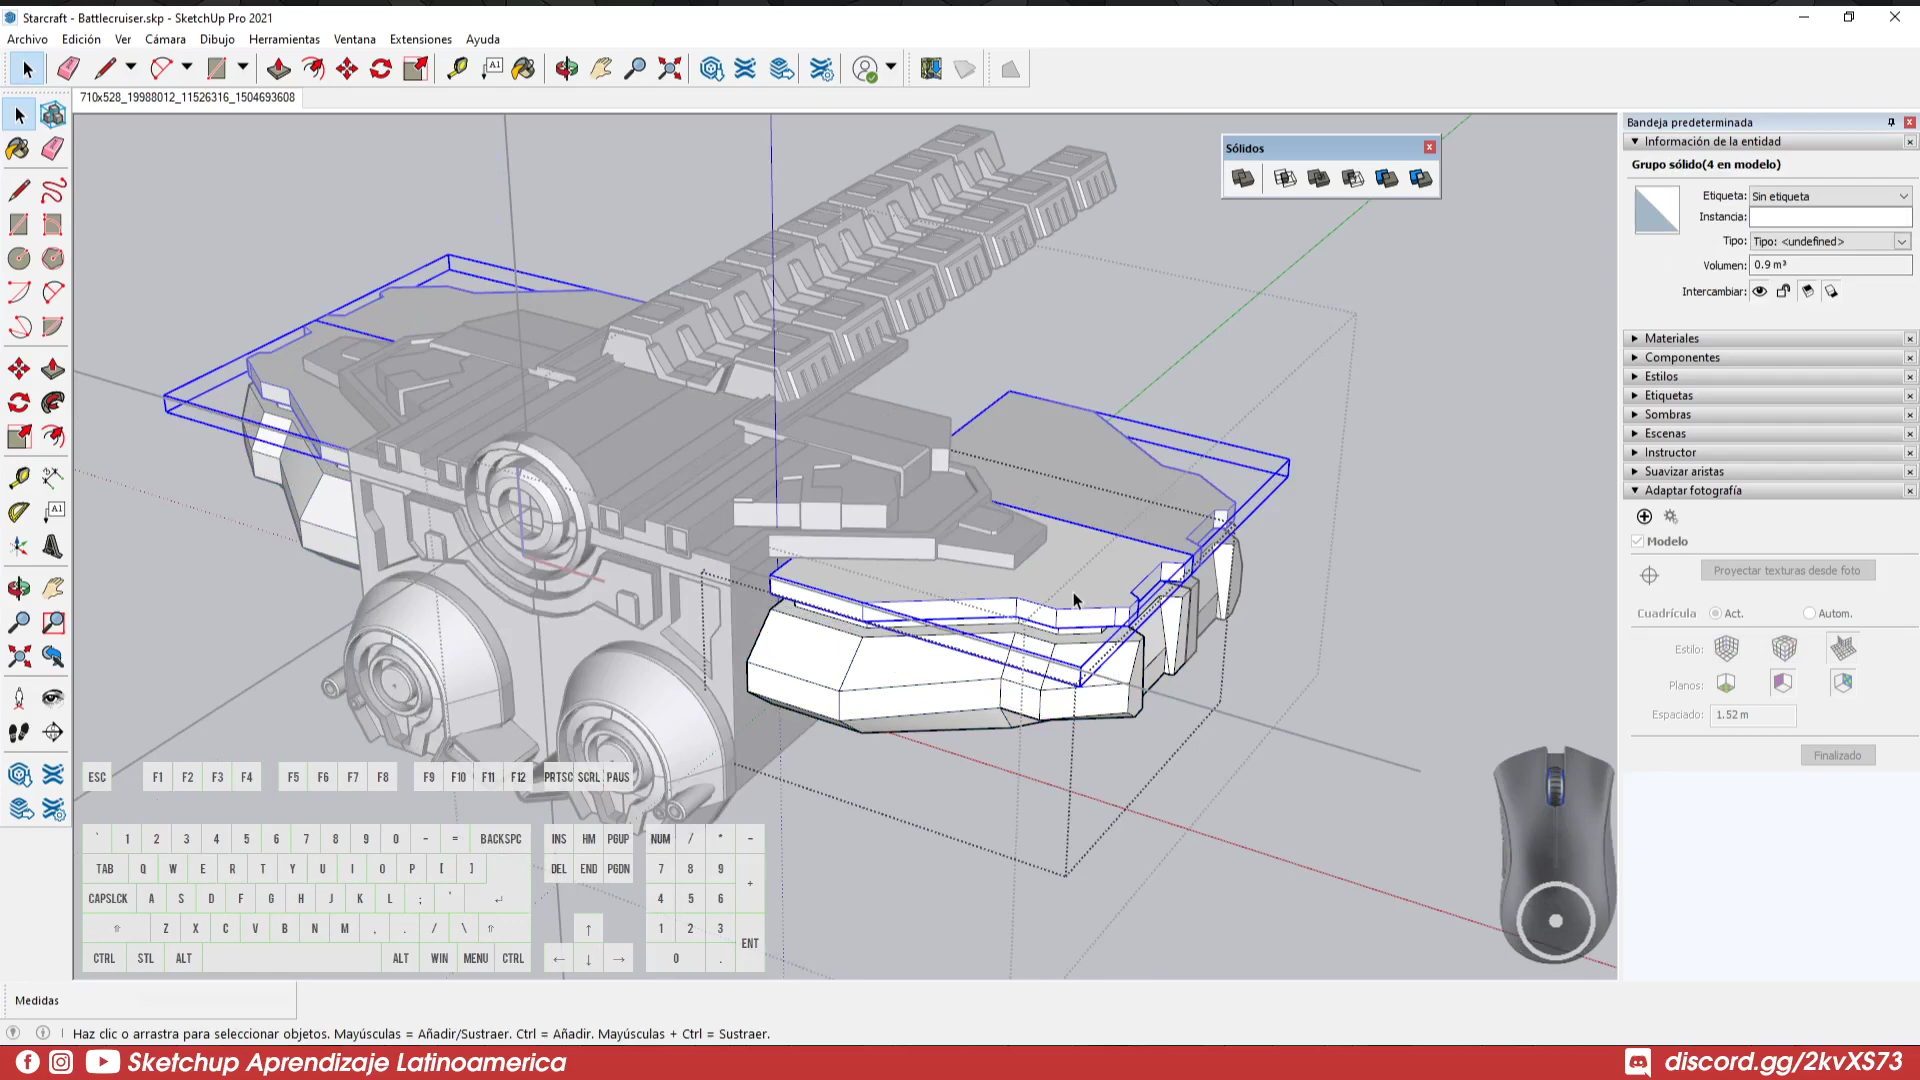 Starcraft - Battlecruiser.skp - SketchUp Pro 2021
Archivo Edición Ver Cámara Dibujo Herramientas Ventana Extensiones Ayuda
710x528_19988012_11526316_1504693608
Sólidos
Bandeja predeterminada
Información de la entidad
Grupo sólido(4 en modelo)
Etiqueta: Sin etiqueta
Instancia:
Tipo: Tipo: <undefined>
Volumen: 0.9 m³
Intercambiar:
Materiales
Componentes
Estilos
Etiquetas
Sombras
Escenas
Instructor
Suavizar aristas
Adaptar fotografía
Modelo
Proyectar texturas desde foto
Cuadrícula Act. Autom.
Estilo:
Planos:
Espaciado: 1.52 m
Finalizado
ESC F1 F2 F3 F4 F5 F6 F7 F8 F9 F10 F11 F12 PRTSC SCRL PAUS
` 1 2 3 4 5 6 7 8 9 0 - = BACKSPC INS HM PGUP NUM / * -
TAB Q W E R T Y U I O P [ ] DEL END PGDN 7 8 9 +
CAPSLCK A S D F G H J K L ; ' ↵ 4 5 6
⇧ Z X C V B N M , . / \ ⇧ ↑ 1 2 3 ENT
CTRL STL ALT ALT WIN MENU CTRL ← ↓ → 0 .
Medidas
Haz clic o arrastra para seleccionar objetos. Mayúsculas = Añadir/Sustraer. Ctrl = Añadir. Mayúsculas + Ctrl = Sustraer.
Sketchup Aprendizaje Latinoamerica
discord.gg/2kvXS73